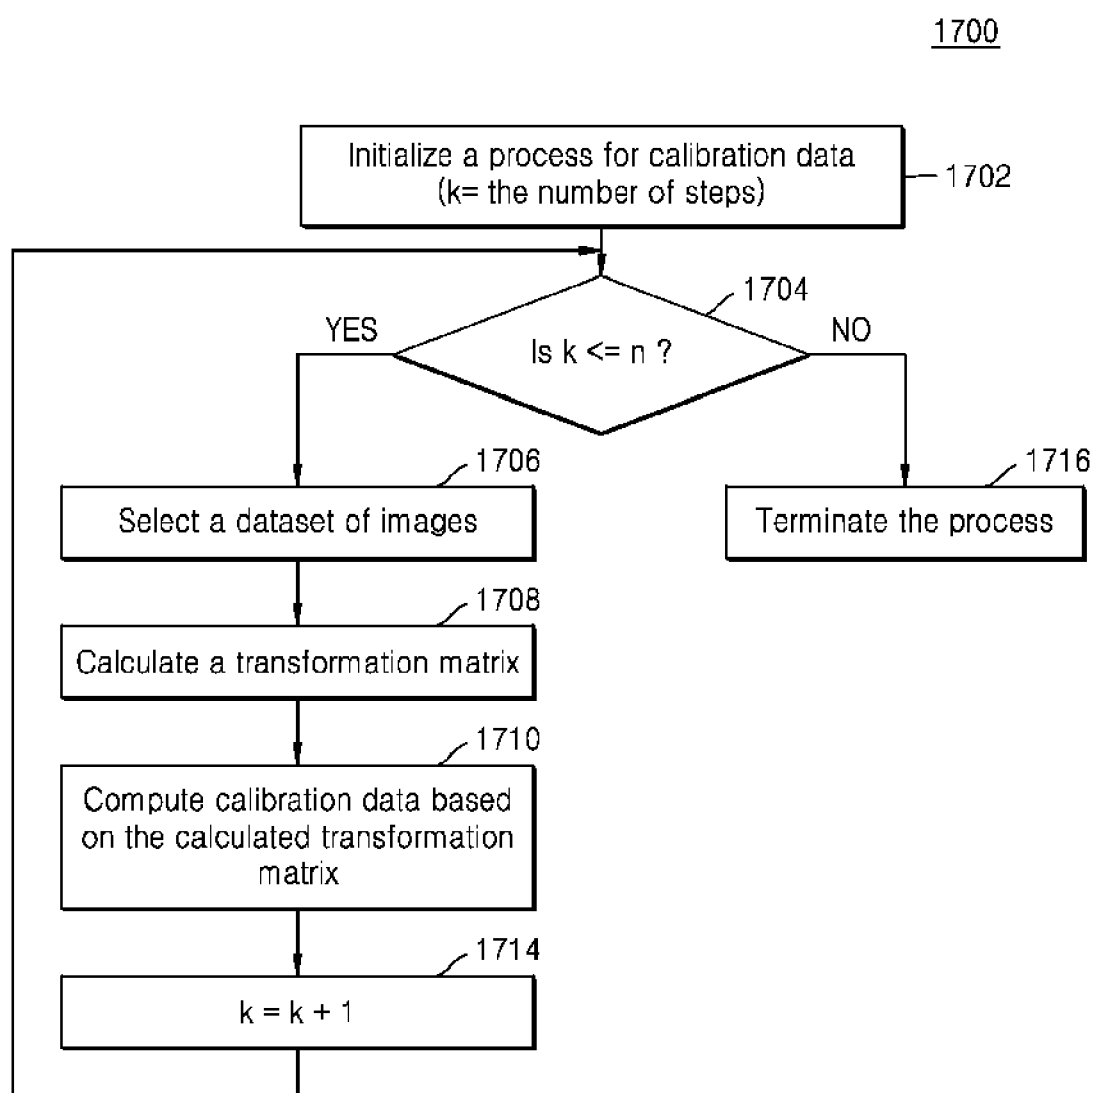 1700
Initialize a process for calibration data
(k= the number of steps)
1702
1704
YES
Is k <= n ?
NO
1706
Select a dataset of images
1716
Terminate the process
1708
Calculate a transformation matrix
1710
Compute calibration data based
on the calculated transformation
matrix
1714
k = k + 1